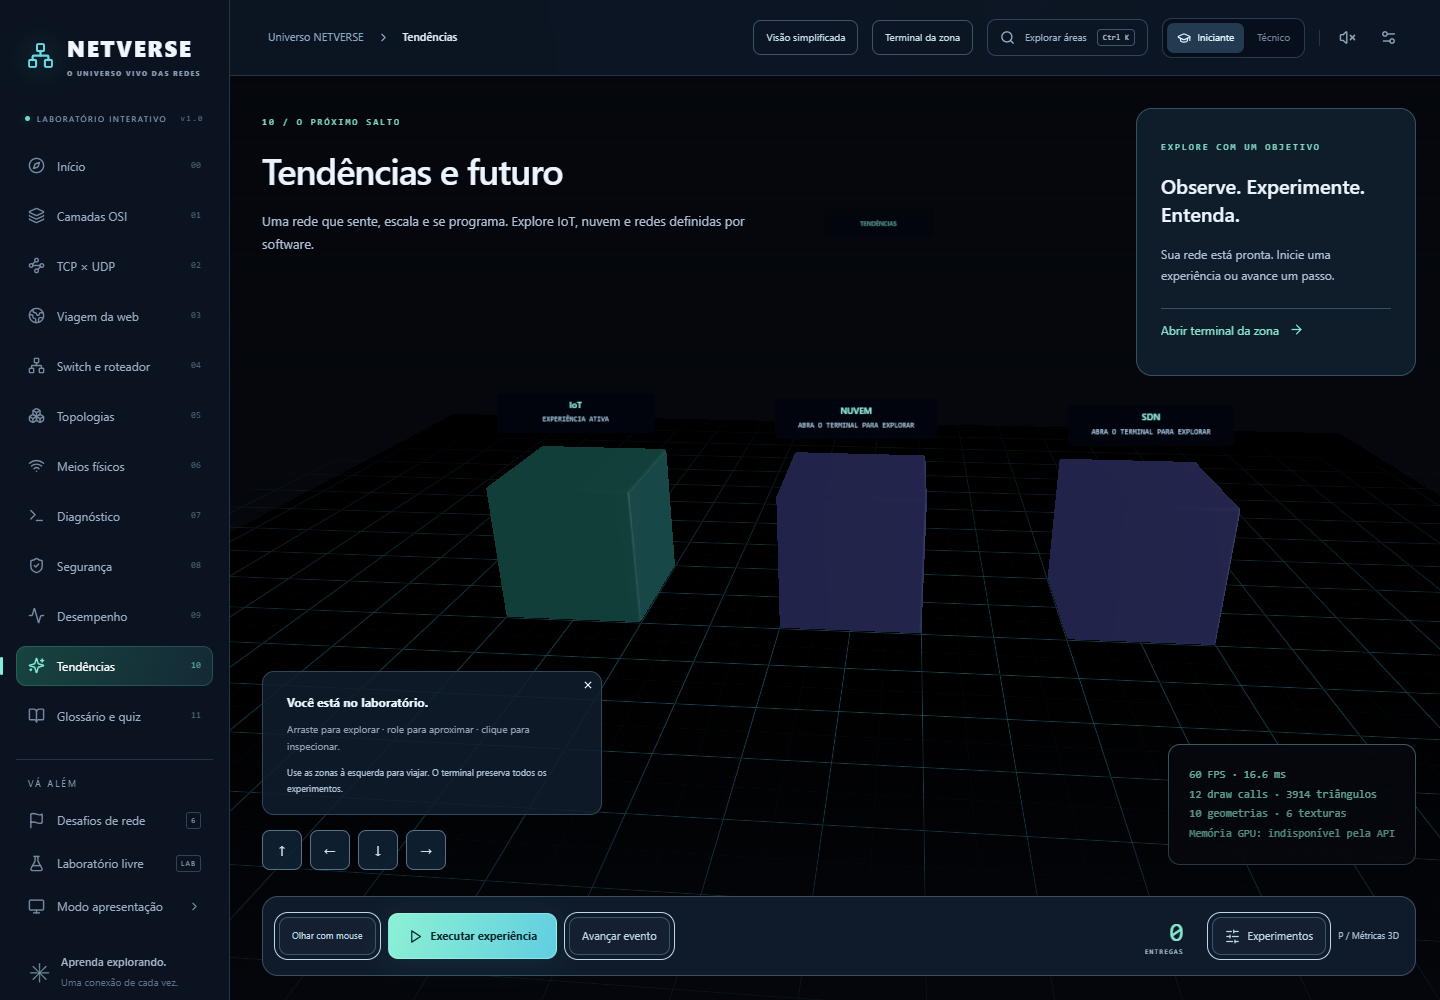 NETVERSE
O UNIVERSO VIVO DAS REDES
LABORATÓRIO INTERATIVO v1.0
Início 00
Camadas OSI 01
TCP × UDP 02
Viagem da web 03
Switch e roteador 04
Topologias 05
Meios físicos 06
Diagnóstico 07
Segurança 08
Desempenho 09
Tendências 10
Glossário e quiz 11
VÁ ALÉM
Desafios de rede 6
Laboratório livre LAB
Modo apresentação
Aprenda explorando.
Uma conexão de cada vez.
Universo NETVERSE > Tendências
Visão simplificada
Terminal da zona
Explorar áreas Ctrl K
Iniciante
Técnico
10 / O PRÓXIMO SALTO
Tendências e futuro
Uma rede que sente, escala e se programa. Explore IoT, nuvem e redes definidas por
software.
TENDÊNCIAS
EXPLORE COM UM OBJETIVO
Observe. Experimente.
Entenda.
Sua rede está pronta. Inicie uma
experiência ou avance um passo.
Abrir terminal da zona →
IoT
EXPERIÊNCIA ATIVA
NUVEM
ABRA O TERMINAL PARA EXPLORAR
SDN
ABRA O TERMINAL PARA EXPLORAR
Você está no laboratório. ×
Arraste para explorar · role para aproximar · clique para
inspecionar.
Use as zonas à esquerda para viajar. O terminal preserva todos os
experimentos.
↑ ← ↓ →
60 FPS · 16.6 ms
12 draw calls · 3914 triângulos
10 geometrias · 6 texturas
Memória GPU: indisponível pela API
Olhar com mouse
Executar experiência
Avançar evento
0
ENTREGAS
Experimentos
P / Métricas 3D